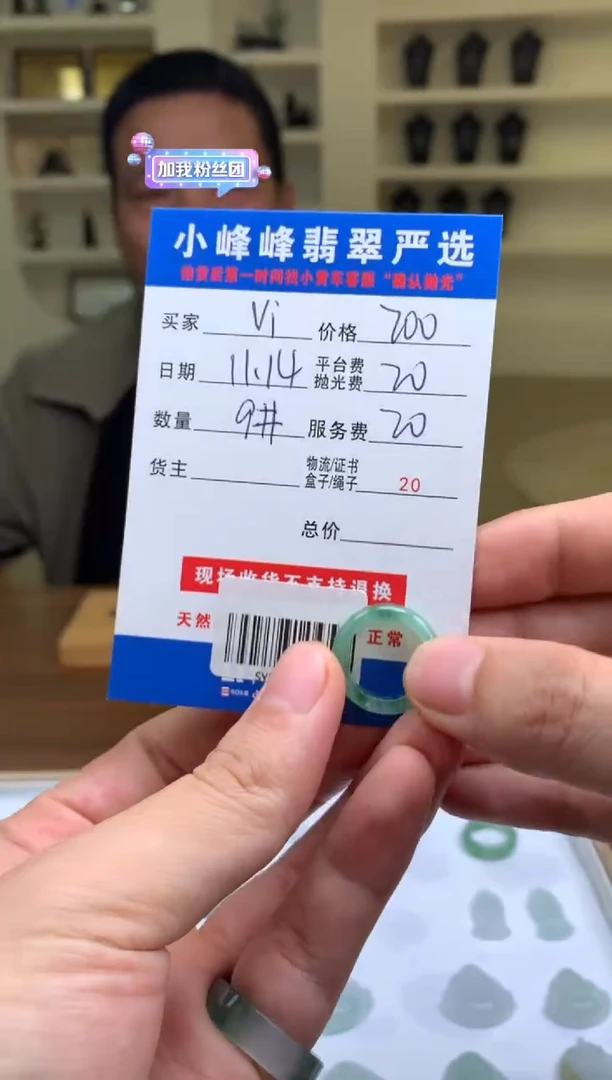 加我粉丝团
小峰峰翡翠严选
买家 Vi 价格 200
日期 11.14 平台费 抛光费 20
数量 9# 服务费 20
货主 物流/证书 盒子/绳子 20
总价
现场收货不支持退换
天然 正常